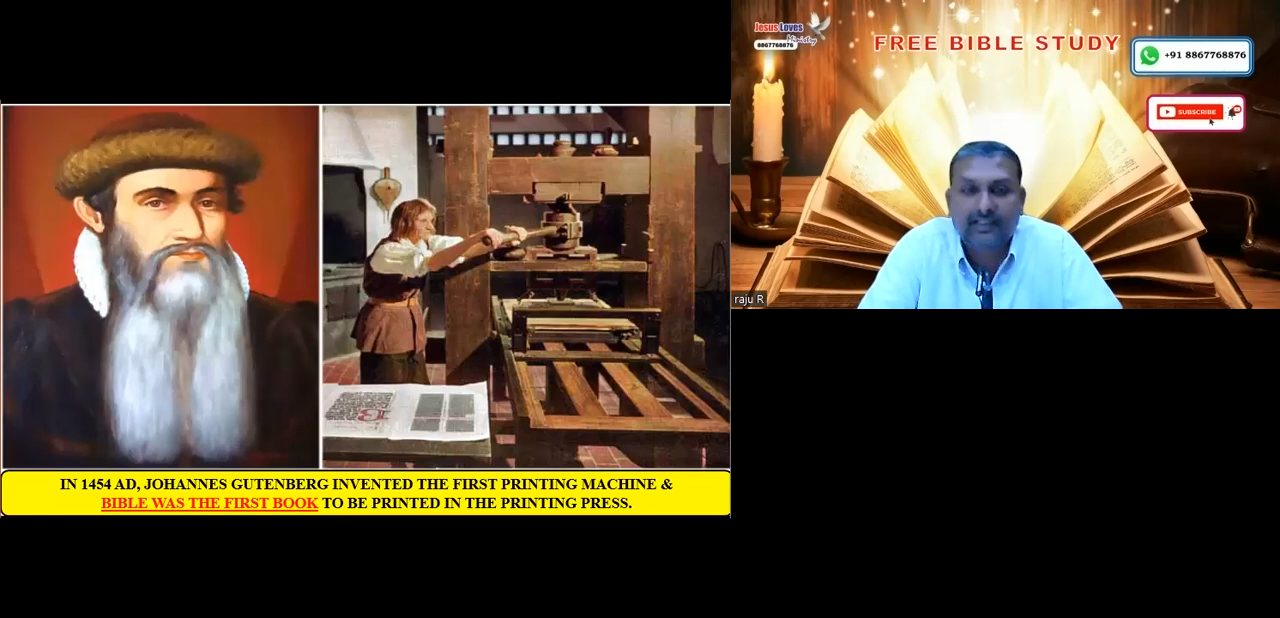 IN 1454 AD, JOHANNES GUTENBERG INVENTED THE FIRST PRINTING MACHINE &
BIBLE WAS THE FIRST BOOK TO BE PRINTED IN THE PRINTING PRESS.
Jesus Loves
Ministry
8867768876
FREE BIBLE STUDY
+91 8867768876
SUBSCRIBE
raju R